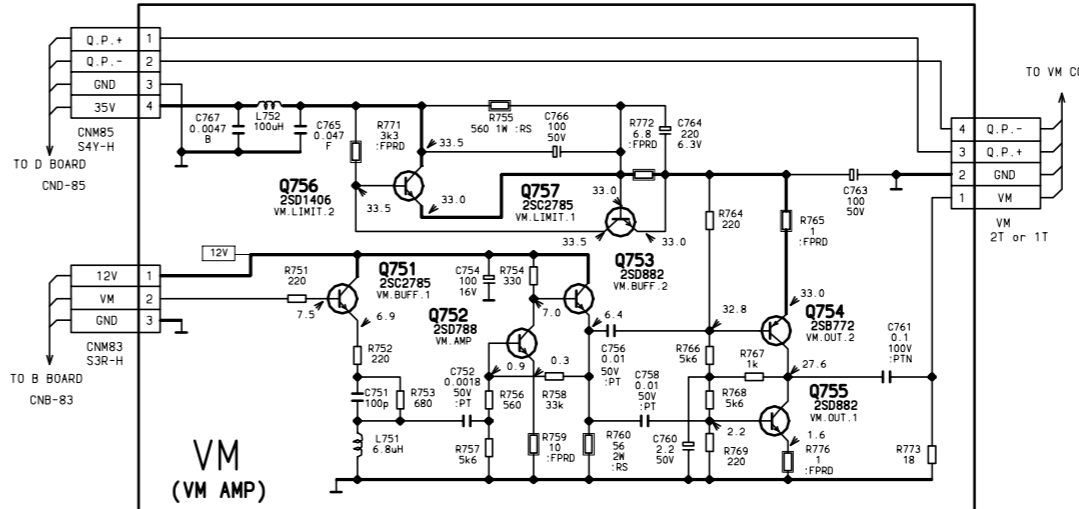 Q.P.+ 1
Q.P.- 2
GND 3
35V 4
CNM85
S4Y-H
TO D BOARD
CND-85
C767
0.0047
B
L752
100uH
C765
0.047
F
R771
3k3
:FPRD
R755
560 1W :RS
C766
100
50V
R772
6.8
:FPRD
C764
220
6.3V
33.5
Q756
2SD1406
VM.LIMIT.2
33.5
33.0
Q757
2SC2785
VM.LIMIT.1
33.0
33.5
33.0
TO VM CO
4 Q.P.-
3 Q.P.+
2 GND
1 VM
VM
2T or 1T
C763
100
50V
R764
220
R765
1
:FPRD
12V
12V 1
VM 2
GND 3
CNM83
S3R-H
TO B BOARD
CNB-83
R751
220
7.5
Q751
2SC2785
VM.BUFF.1
6.9
C754
100
16V
R754
330
Q753
2SD882
VM.BUFF.2
7.0
6.4
Q752
2SD788
VM.AMP
R752
220
C751
100p
R753
680
L751
6.8uH
C752
0.0018
50V
:PT
0.9
0.3
R756
560
R758
33k
R757
5k6
R759
10
:FPRD
C756
0.01
50V
:PT
C758
0.01
50V
:PT
R760
56
2W
:RS
C760
2.2
50V
32.8
33.0
Q754
2SB772
VM.OUT.2
R766
5k6
R767
1k
27.6
R768
5k6
Q755
2SD882
VM.OUT.1
2.2
1.6
R769
220
R776
1
:FPRD
C761
0.1
100V
:PTN
R773
18
VM
(VM AMP)